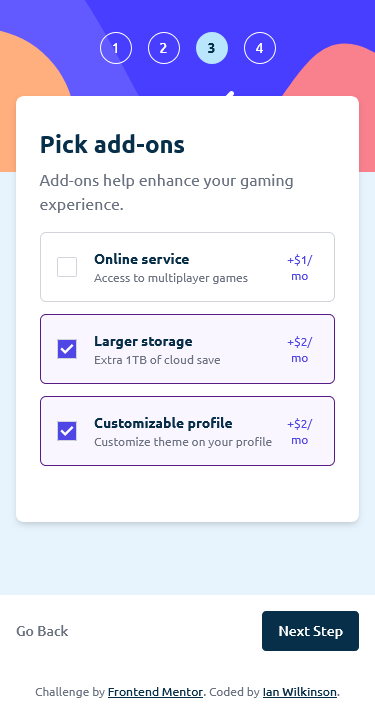 1 2 3 4
Pick add-ons
Add-ons help enhance your gaming
experience.
Online service
Access to multiplayer games
+$1/
mo
Larger storage
Extra 1TB of cloud save
+$2/
mo
Customizable profile
Customize theme on your profile
+$2/
mo
Go Back
Next Step
Challenge by Frontend Mentor. Coded by Ian Wilkinson.